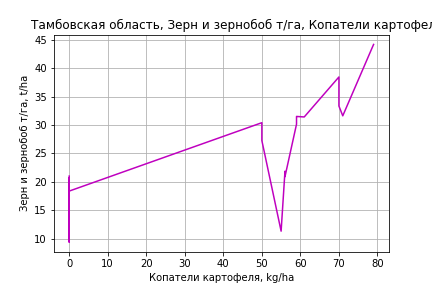 Тамбовская область, Зерн и зернобоб т/га, Копатели картофел
45
40
35
30
25
20
15
10
Зерн и зернобоб т/га, t/ha
0 10 20 30 40 50 60 70 80
Копатели картофеля, kg/ha